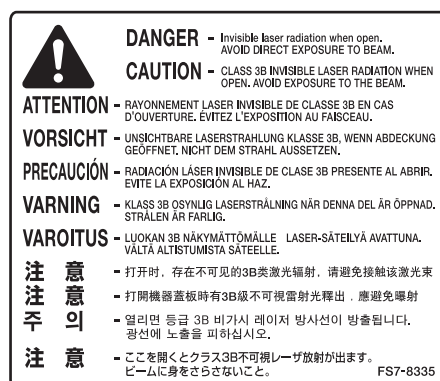 DANGER - Invisible laser radiation when open.
AVOID DIRECT EXPOSURE TO BEAM.
CAUTION - CLASS 3B INVISIBLE LASER RADIATION WHEN
OPEN. AVOID EXPOSURE TO THE BEAM.
ATTENTION - RAYONNEMENT LASER INVISIBLE DE CLASSE 3B EN CAS
D'OUVERTURE. ÉVITEZ L'EXPOSITION AU FAISCEAU.
VORSICHT - UNSICHTBARE LASERSTRAHLUNG KLASSE 3B, WENN ABDECKUNG
GEÖFFNET. NICHT DEM STRAHL AUSSETZEN.
PRECAUCIÓN - RADIACIÓN LÁSER INVISIBLE DE CLASE 3B PRESENTE AL ABRIR.
EVITE LA EXPOSICIÓN AL HAZ.
VARNING - KLASS 3B OSYNLIG LASERSTRÅLNING NÄR DENNA DEL ÄR ÖPPNAD.
STRÅLEN ÄR FARLIG.
VAROITUS - LUOKAN 3B NÄKYMÄTTÖMÄLLE LASER-SÄTEILYÄ AVATTUNA.
VÄLTÄ ALTISTUMISTA SÄTEELLE.
注 意 - 打开时，存在不可见的3B类激光辐射，请避免接触该激光束
注 意 - 打開機器蓋板時有3B級不可視雷射光釋出，應避免曝射
주 의 - 열리면 등급 3B 비가시 레이저 방사선이 방출됩니다.
광선에 노출을 피하십시오.
注 意 - ここを開くとクラス3B不可視レーザ放射が出ます。
ビームに身をさらさないこと。
FS7-8335